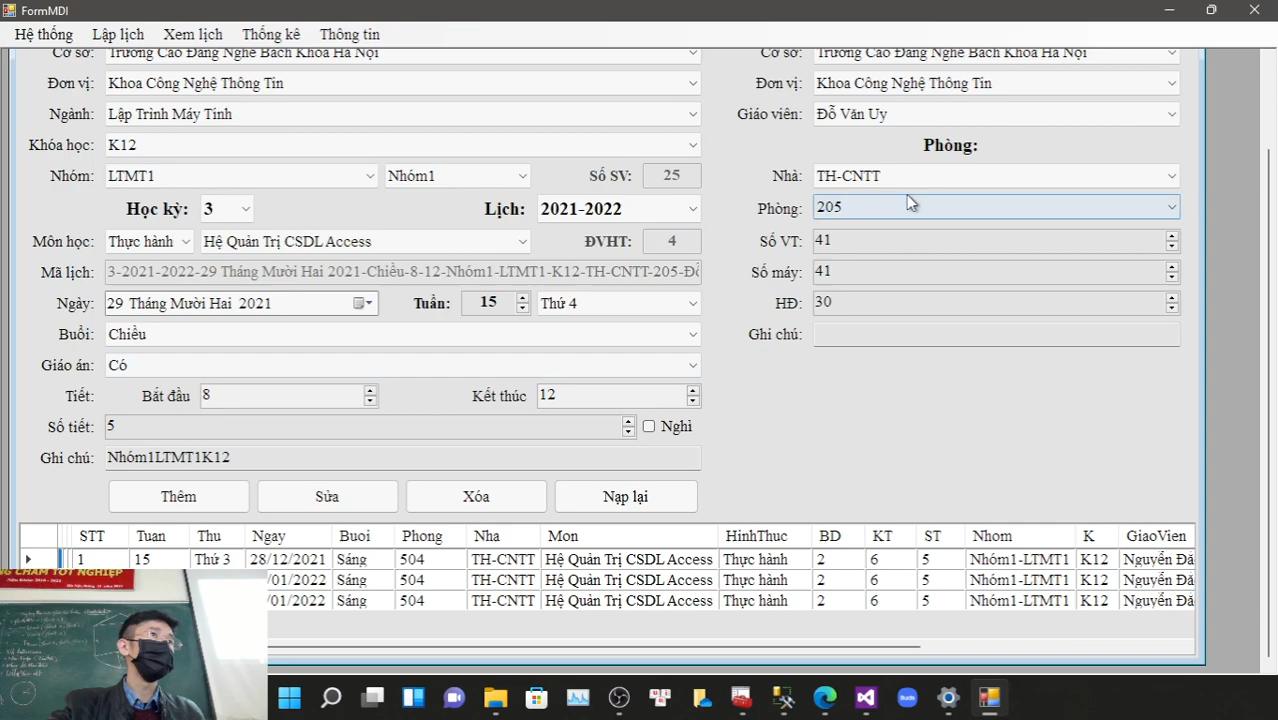 FormMDI
Hệ thống Lập lịch Xem lịch Thống kê Thông tin
Cơ sở: Trường Cao Đẳng Nghề Bách Khoa Hà Nội Cơ sở: Trường Cao Đẳng Nghề Bách Khoa Hà Nội
Đơn vị: Khoa Công Nghệ Thông Tin Đơn vị: Khoa Công Nghệ Thông Tin
Ngành: Lập Trình Máy Tính Giáo viên: Đỗ Văn Uy
Khóa học: K12 Phòng:
Nhóm: LTMT1 Nhóm1 Số SV: 25 Nhà: TH-CNTT
Học kỳ: 3 Lịch: 2021-2022 Phòng: 205
Môn học: Thực hành Hệ Quản Trị CSDL Access ĐVHT: 4 Số VT: 41
Mã lịch: 3-2021-2022-29 Tháng Mười Hai 2021-Chiều-8-12-Nhóm1-LTMT1-K12-TH-CNTT-205-Đỗ Số máy: 41
Ngày: 29 Tháng Mười Hai 2021 Tuần: 15 Thứ 4 HĐ: 30
Buổi: Chiều Ghi chú:
Giáo án: Có
Tiết: Bắt đầu 8 Kết thúc 12
Số tiết: 5 Nghỉ
Ghi chú: Nhóm1LTMT1K12
Thêm Sửa Xóa Nạp lại
STT Tuan Thu Ngay Buoi Phong Nha Mon HinhThuc BD KT ST Nhom K GiaoVien
1 15 Thứ 3 28/12/2021 Sáng 504 TH-CNTT Hệ Quản Trị CSDL Access Thực hành 2 6 5 Nhóm1-LTMT1 K12 Nguyễn Đă
/01/2022 Sáng 504 TH-CNTT Hệ Quản Trị CSDL Access Thực hành 2 6 5 Nhóm1-LTMT1 K12 Nguyễn Đă
/01/2022 Sáng 504 TH-CNTT Hệ Quản Trị CSDL Access Thực hành 2 6 5 Nhóm1-LTMT1 K12 Nguyễn Đă
NG CHẤM TỐT NGHIỆP